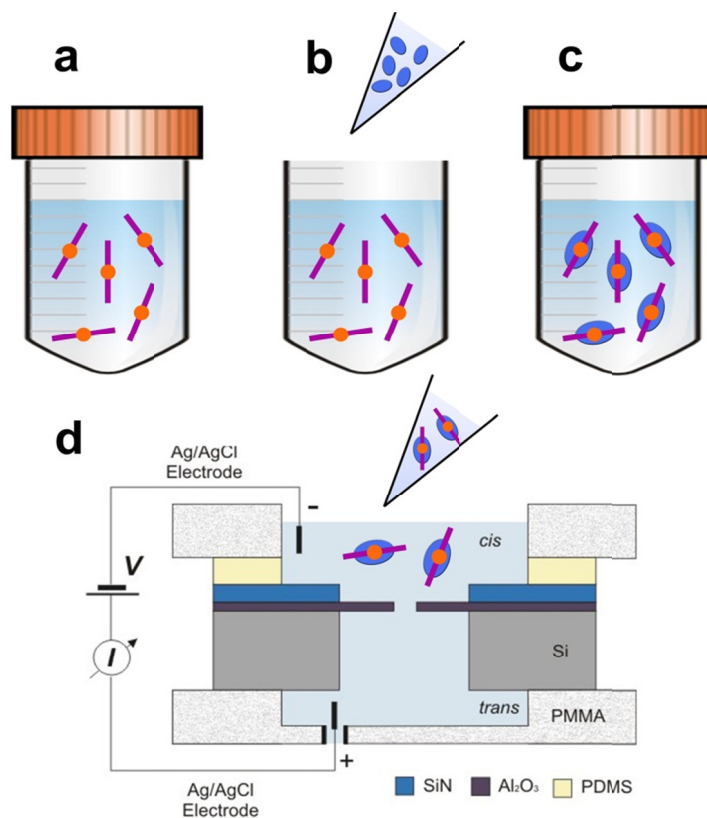 a
b
c
d
Ag/AgCl
Electrode
-
cis
V
I
Si
trans
PMMA
+
Ag/AgCl
Electrode
SiN
Al₂O₃
PDMS